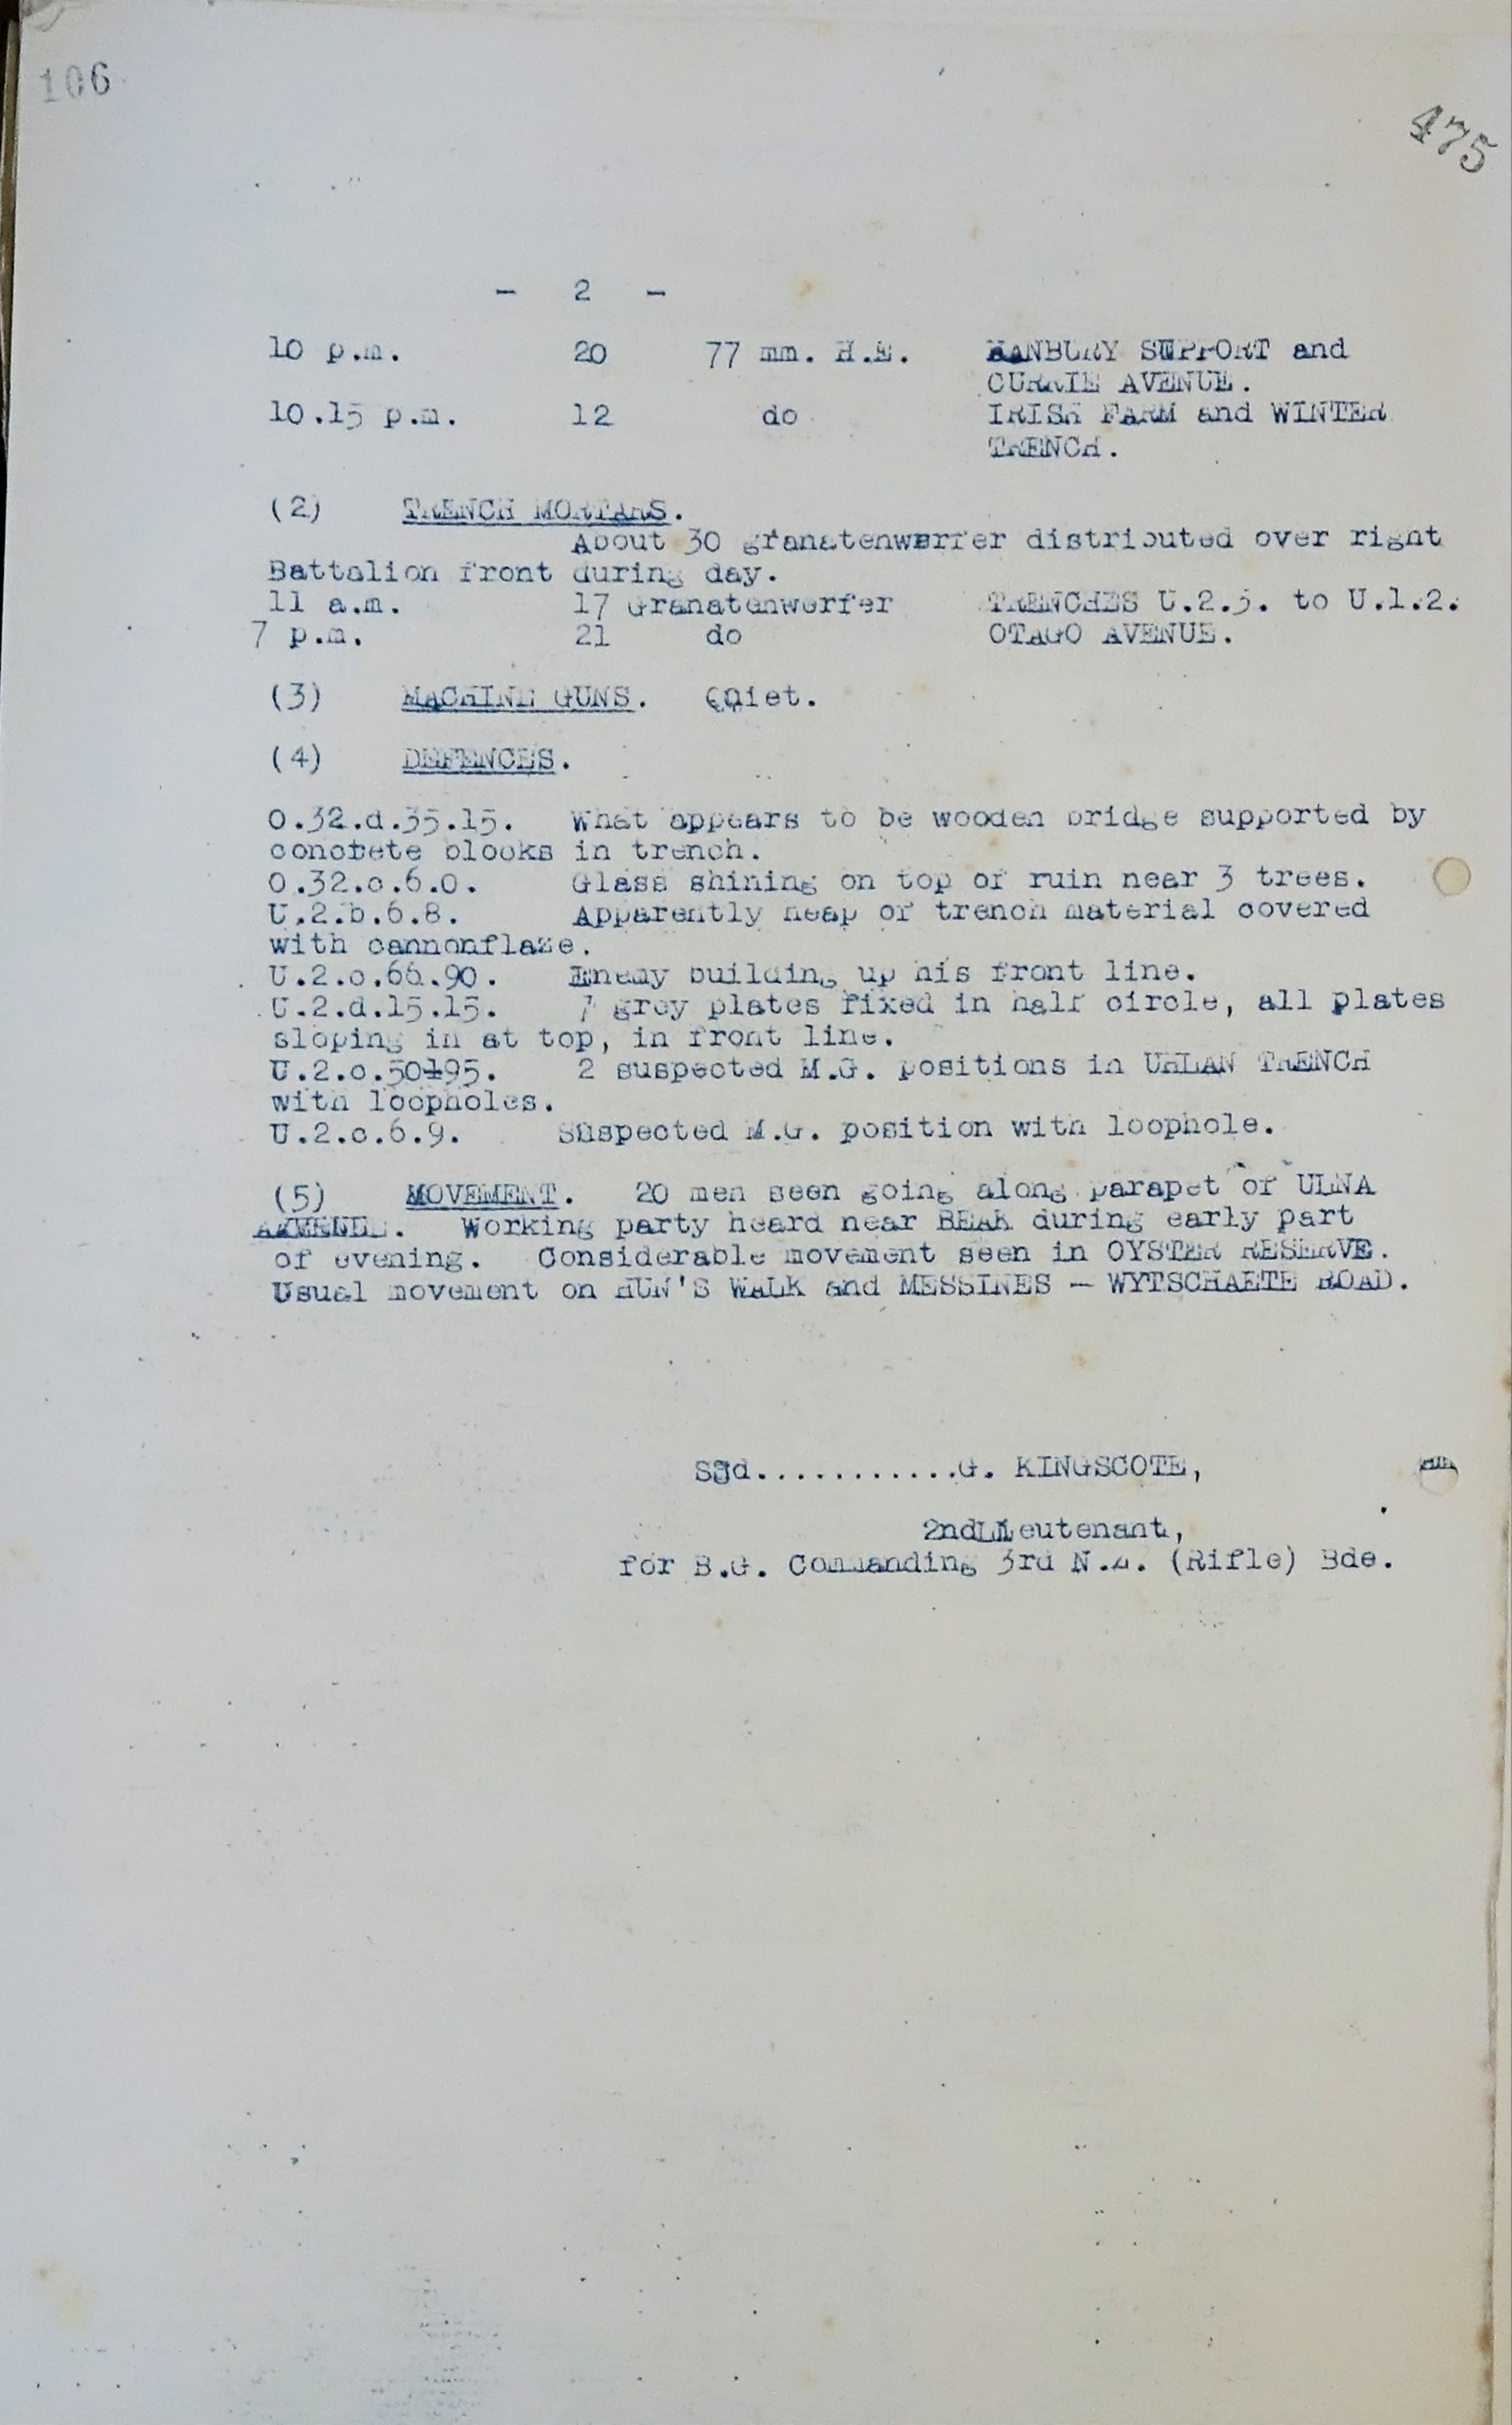 106
475
- 2 -
10 p.m. 20 77 mm. H.E. HANBURY SUPPORT and
CURRIE AVENUE.
10.15 p.m. 12 do IRISH FARM and WINTER
TRENCH.
(2) TRENCH MORTARS.
About 30 granatenwerfer distributed over right
Battalion front during day.
11 a.m. 17 Granatenwerfer TRENCHES U.2.3. to U.1.2.
7 p.m. 21 do OTAGO AVENUE.
(3) MACHINE GUNS. Quiet.
(4) DEFENCES.
O.32.d.35.15. What appears to be wooden bridge supported by
conctete blocks in trench.
O.32.c.6.0. Glass shining on top of ruin near 3 trees.
U.2.b.6.8. Apparently heap of trench material covered
with cannonflaze.
U.2.c.66.90. Enemy building up his front line.
U.2.d.15.15. 7 grey plates fixed in half circle, all plates
sloping in at top, in front line.
U.2.c.50.95. 2 suspected M.G. positions in UHLAN TRENCH
with loopholes.
U.2.c.6.9. Suspected M.G. position with loophole.
(5) MOVEMENT. 20 men seen going along parapet of ULNA
AVENUE. Working party heard near BEAK during early part
of evening. Considerable movement seen in OYSTER RESERVE.
Usual movement on HUN'S WALK and MESSINES - WYTSCHAETE ROAD.
Sgd............G. KINGSCOTE,
2ndLieutenant,
for B.G. Commanding 3rd N.Z. (Rifle) Bde.